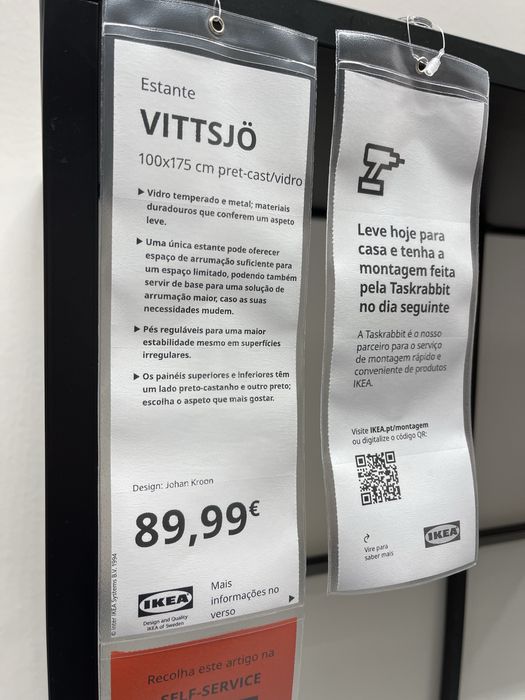 Estante
VITTSJÖ
100x175 cm pret-cast/vidro
▶ Vidro temperado e metal; materiais
duradouros que conferem um aspeto
leve.
▶ Uma única estante pode oferecer
espaço de arrumação suficiente para
um espaço limitado, podendo também
servir de base para uma solução de
arrumação maior, caso as suas
necessidades mudem.
▶ Pés reguláveis para uma maior
estabilidade mesmo em superfícies
irregulares.
▶ Os painéis superiores e inferiores têm
um lado preto-castanho e outro preto;
escolha o aspeto que mais gostar.
Design: Johan Kroon
89,99€
© Inter IKEA Systems B.V. 1994
IKEA
Design and Quality
IKEA of Sweden
Mais
informações no
verso
Recolha este artigo na
SELF-SERVICE
Leve hoje para
casa e tenha a
montagem feita
pela Taskrabbit
no dia seguinte
A Taskrabbit é o nosso
parceiro para o serviço
de montagem rápido e
conveniente de produtos
IKEA.
Visite IKEA.pt/montagem
ou digitalize o código QR:
Vire para
saber mais
IKEA